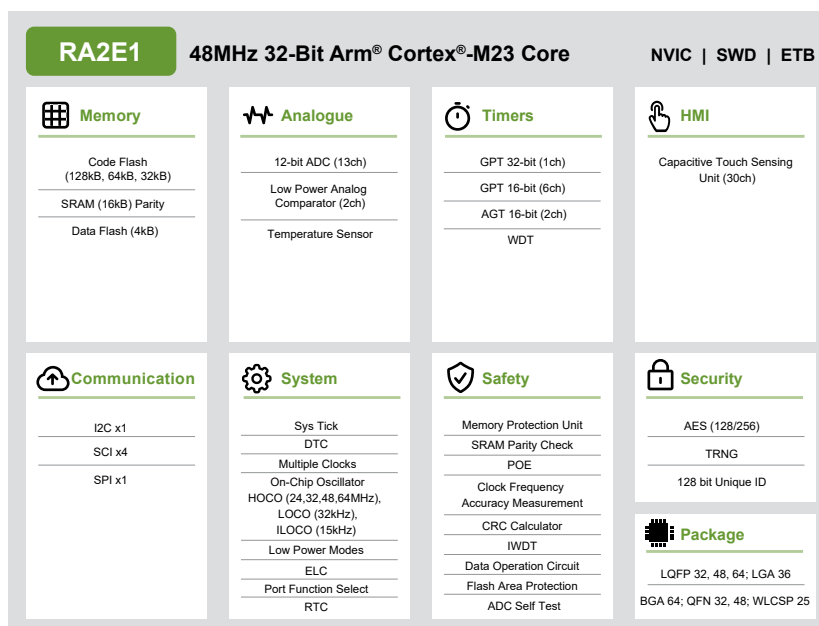 RA2E1
48MHz 32-Bit Arm® Cortex®-M23 Core
NVIC | SWD | ETB
Memory
Code Flash
(128kB, 64kB, 32kB)
SRAM (16kB) Parity
Data Flash (4kB)
Analogue
12-bit ADC (13ch)
Low Power Analog
Comparator (2ch)
Temperature Sensor
Timers
GPT 32-bit (1ch)
GPT 16-bit (6ch)
AGT 16-bit (2ch)
WDT
HMI
Capacitive Touch Sensing
Unit (30ch)
Communication
I2C x1
SCI x4
SPI x1
System
Sys Tick
DTC
Multiple Clocks
On-Chip Oscillator
HOCO (24,32,48,64MHz),
LOCO (32kHz),
ILOCO (15kHz)
Low Power Modes
ELC
Port Function Select
RTC
Safety
Memory Protection Unit
SRAM Parity Check
POE
Clock Frequency
Accuracy Measurement
CRC Calculator
IWDT
Data Operation Circuit
Flash Area Protection
ADC Self Test
Security
AES (128/256)
TRNG
128 bit Unique ID
Package
LQFP 32, 48, 64; LGA 36
BGA 64; QFN 32, 48; WLCSP 25